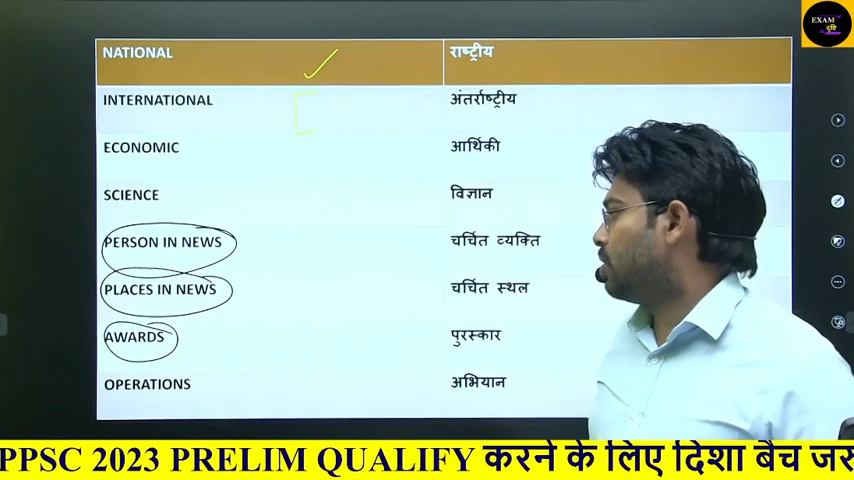 EXAM
दृष्टि
NATIONAL राष्ट्रीय
INTERNATIONAL अंतर्राष्ट्रीय
ECONOMIC आर्थिकी
SCIENCE विज्ञान
PERSON IN NEWS चर्चित व्यक्ति
PLACES IN NEWS चर्चित स्थल
AWARDS पुरस्कार
OPERATIONS अभियान
PPSC 2023 PRELIM QUALIFY करने के लिए दिशा बैच जरु